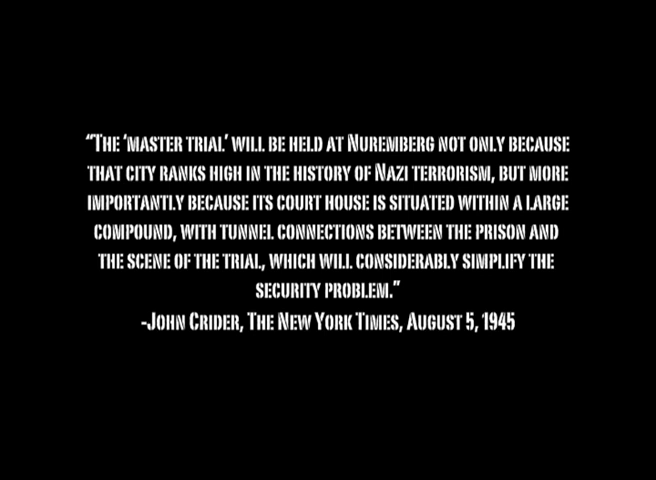 “The ‘master trial’ will be held at Nuremberg not only because
that city ranks high in the history of Nazi terrorism, but more
importantly because its court house is situated within a large
compound, with tunnel connections between the prison and
the scene of the trial, which will considerably simplify the
security problem.”
-John Crider, The New York Times, August 5, 1945